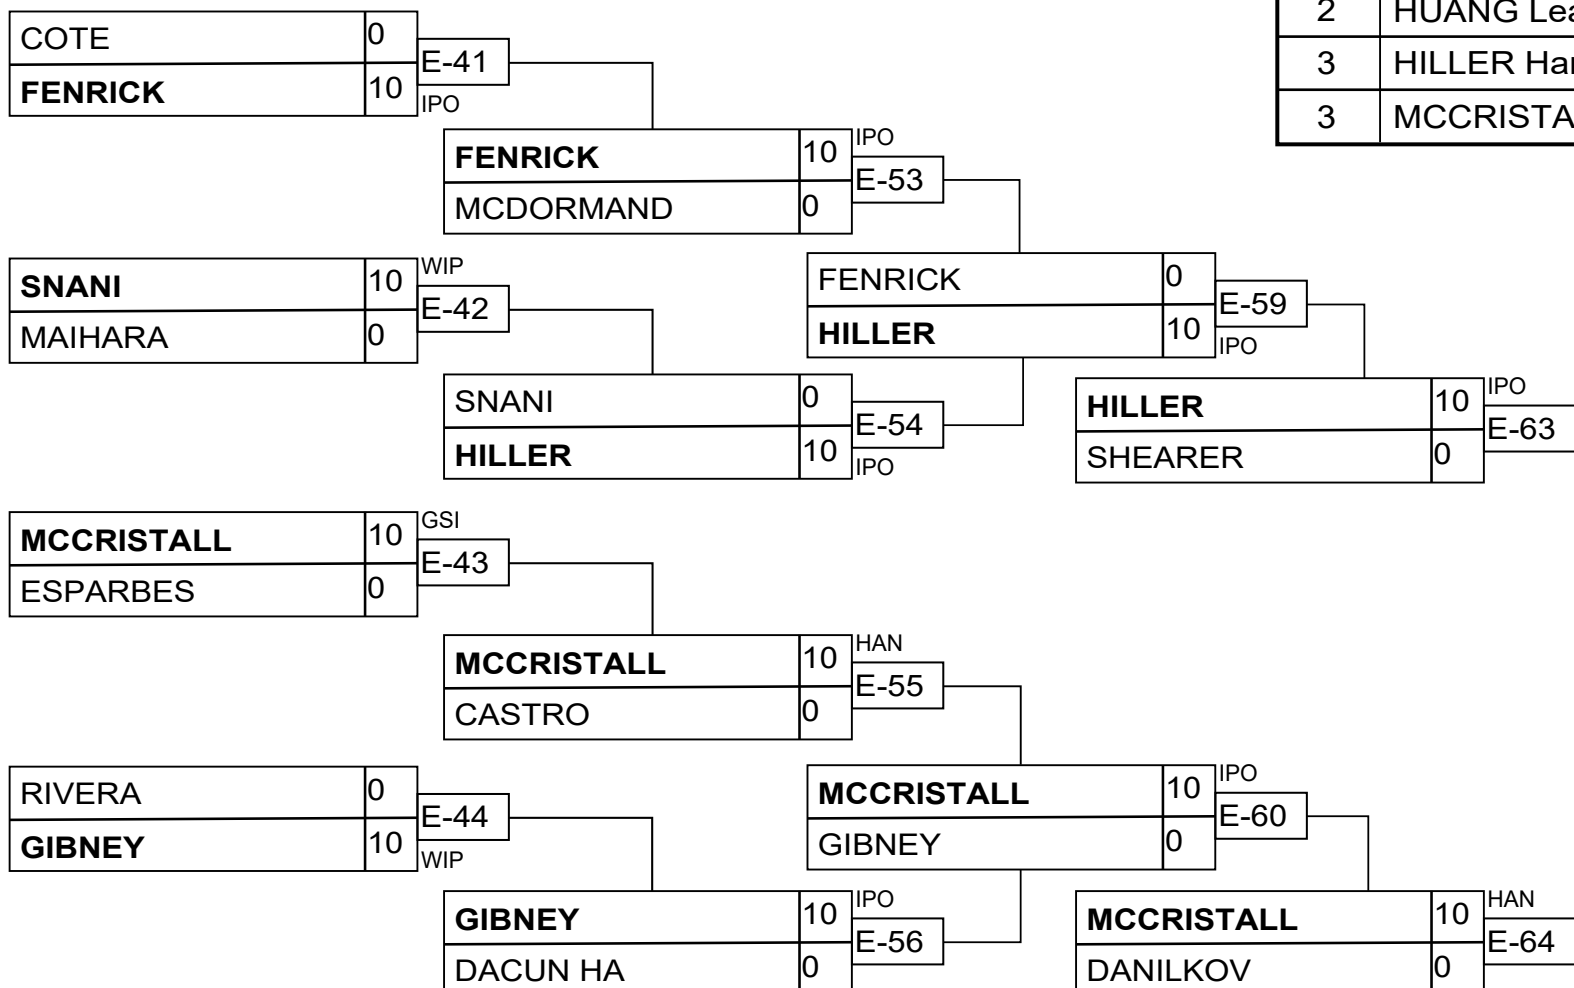 2 HUANG
3 HILLER
3
COTE 0
E-41
FENRICK 10
IPO
FENRICK 10 IPO
E-53
MCDORMAND 0
SNANI 10 WIP
E-42
MAIHARA 0
FENRICK 0
E-59
HILLER 10
IPO
SNANI 0
E-54
HILLER 10
IPO
HILLER 10 IPO
E-63
SHEARER 0
MCCRISTALL 10 GSI
E-43
ESPARBES 0
MCCRISTALL 10 HAN
E-55
CASTRO 0
RIVERA 0
E-44
GIBNEY 10
WIP
MCCRISTALL 10 IPO
E-60
GIBNEY 0
GIBNEY 10 IPO
E-56
DACUN HA 0
MCCRISTALL 10 HAN
E-64
DANILKOV 0